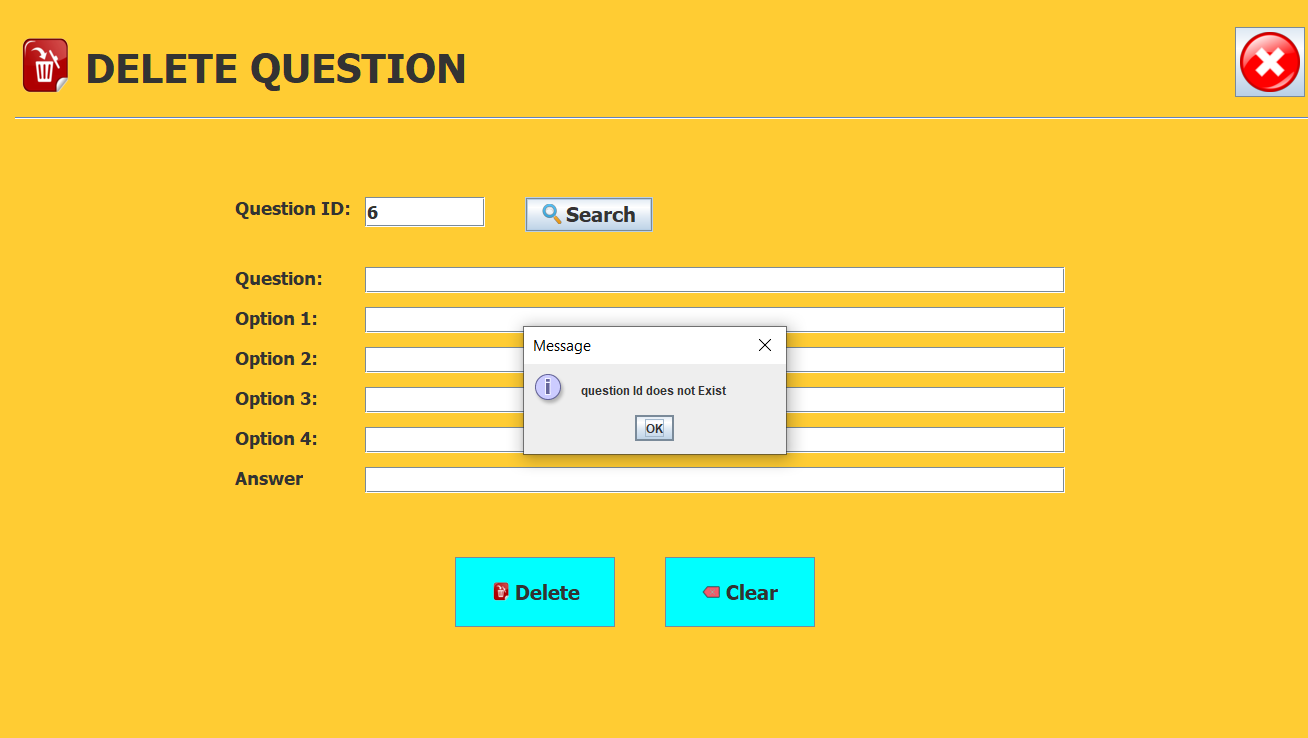 DELETE QUESTION
Question ID: 6 Search
Question:
Option 1:
Option 2:
Option 3:
Option 4:
Answer
Message
question Id does not Exist
OK
Delete Clear